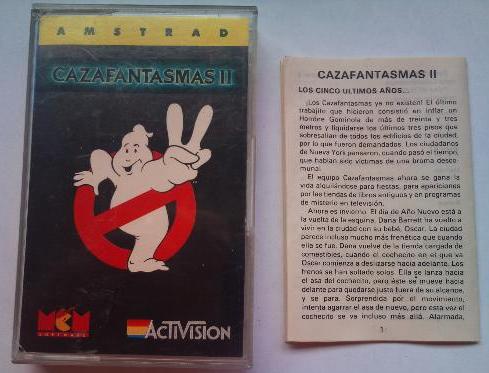 AMSTRAD
CAZAFANTASMAS II
MCM
SOFTWARE
ACTIVISION
CAZAFANTASMAS II
LOS CINCO ULTIMOS AÑOS...
¡Los Cazafantasmas ya no existen! El último
trabajito que hicieron consistió en inflar un
Hombre Gominola de más de treinta y tres
metros y liquidarse los últimos tres pisos que
sobresalían de todos los edificios de la ciudad,
por lo que fueron demandados. Los ciudadanos
de Nueva York pensaron, cuando pasó el tiempo,
que habían sido víctimas de una broma desco-
munal.
El equipo Cazafantasmas ahora se gana la
vida alquilándose para fiestas, para apariciones
por las tiendas de libros antiguos y en programas
de misterio en televisión.
Ahora es invierno. El día de Año Nuevo está a
la vuelta de la esquina. Dana Barrett ha vuelto a
vivir en la ciudad con su bebé, Oscar. La ciudad
parece incluso mucho más frenética que cuando
ella se fue. Dana vuelve de la tienda cargada de
comestibles, cuando el cochecito en el que va
Oscar comienza a deslizarse hacia adelante. Los
frenos se han soltado solos. Ella se lanza hacia
el asa del cochecito, pero éste se mueve hacia
delante para quedarse justo fuera de su alcance,
y se para. Sorprendida por el movimiento,
intenta agarrar el asa de nuevo, pero esta vez el
cochecito se va incluso más allá. Alarmada,
1